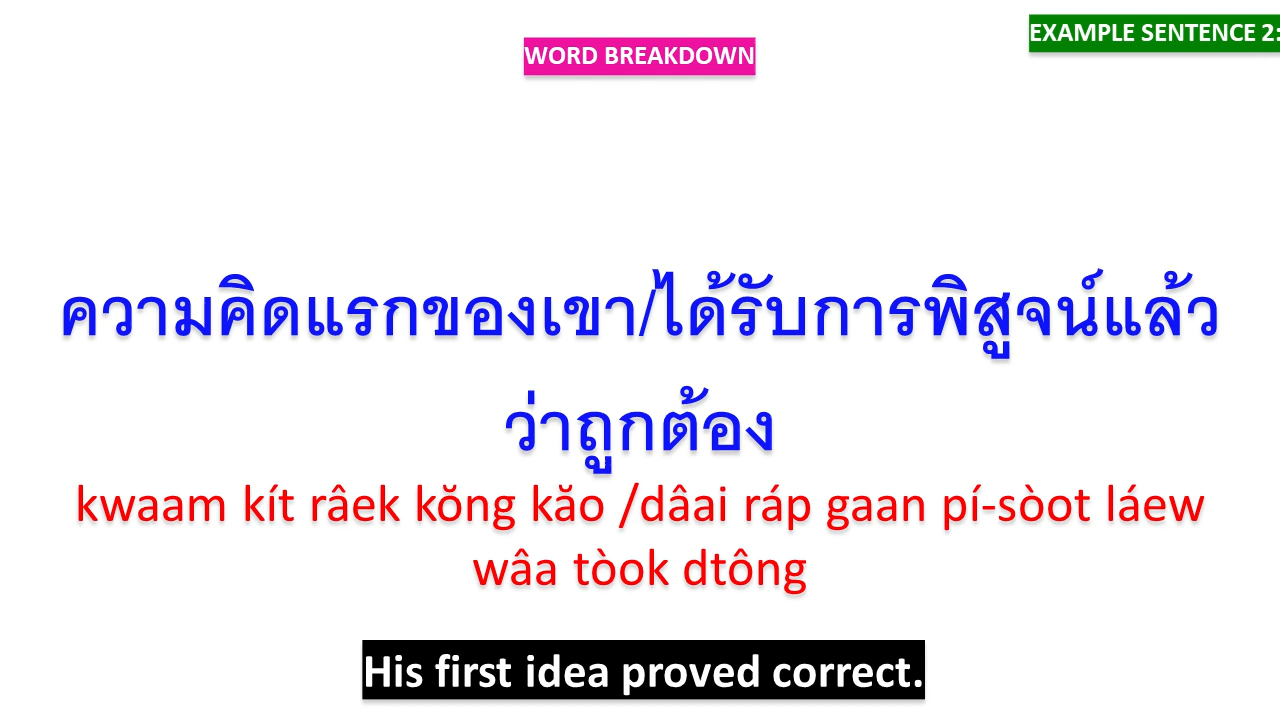 EXAMPLE SENTENCE 2:
WORD BREAKDOWN
ความคิดแรกของเขา/ได้รับการพิสูจน์แล้ว
ว่าถูกต้อง
kwaam kít râek kŏng kăo /dâai ráp gaan pí-sòot láew
wâa tòok dtông
His first idea proved correct.